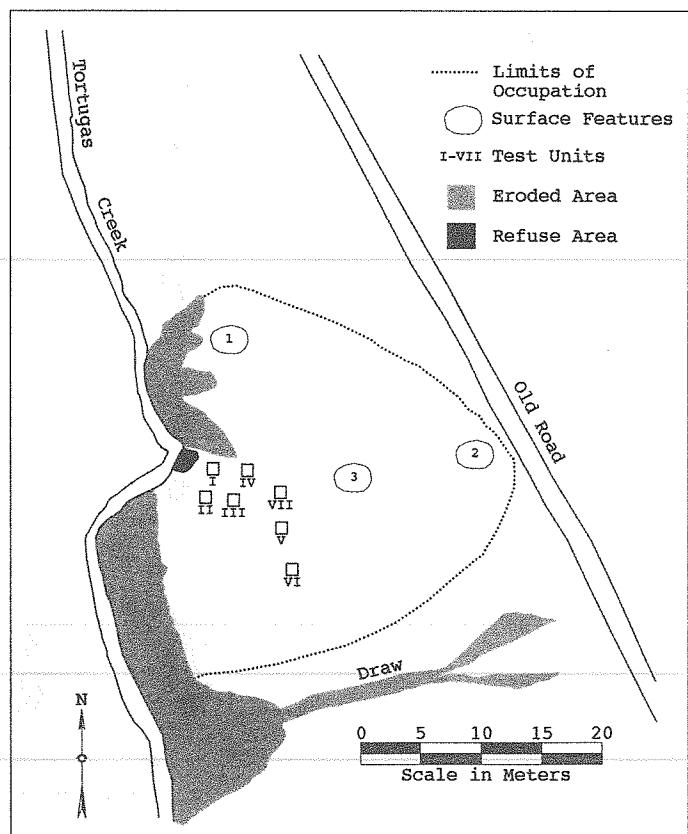 Limits of
Occupation
Surface Features
I-VII Test Units
Eroded Area
Refuse Area
Tortugas
Creek
Old Road
1
2
3
I
IV
II
III
VII
V
VI
Draw
N
0 5 10 15 20
Scale in Meters